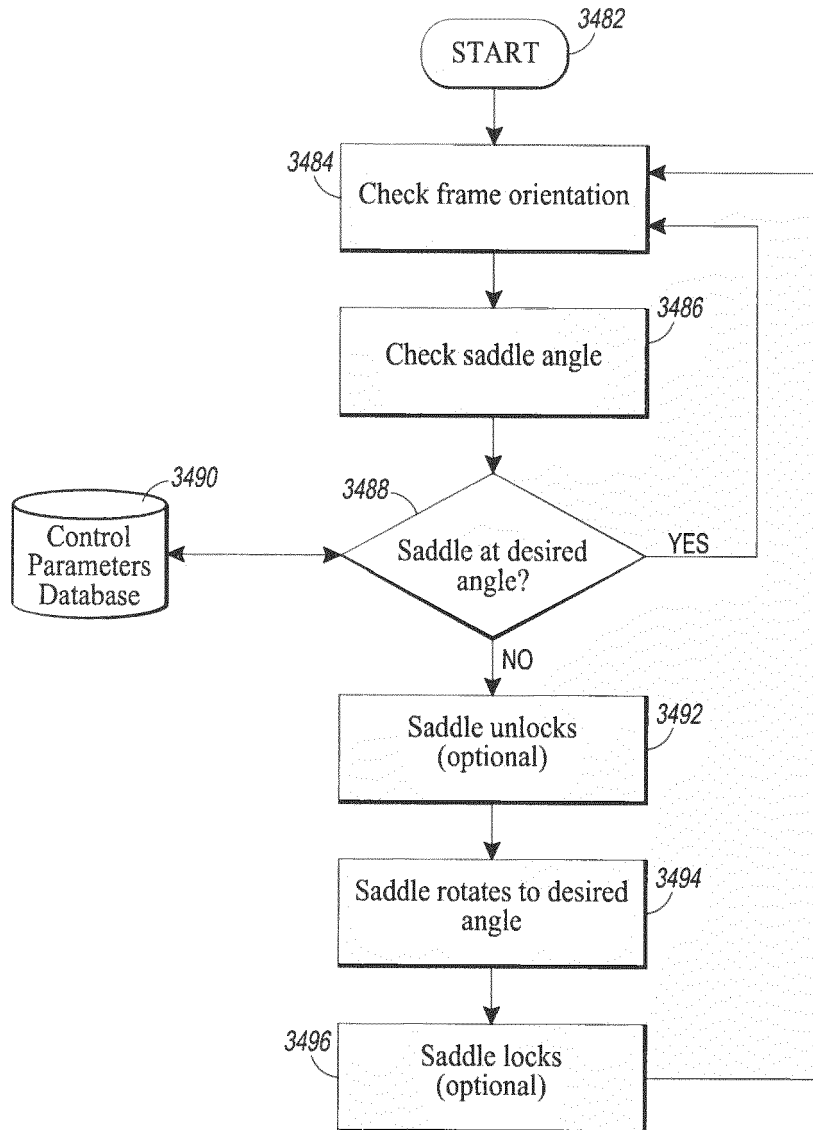 3482
START
3484
Check frame orientation
3486
Check saddle angle
3490
Control
Parameters
Database
3488
Saddle at desired
angle?
YES
NO
3492
Saddle unlocks
(optional)
3494
Saddle rotates to desired
angle
3496
Saddle locks
(optional)